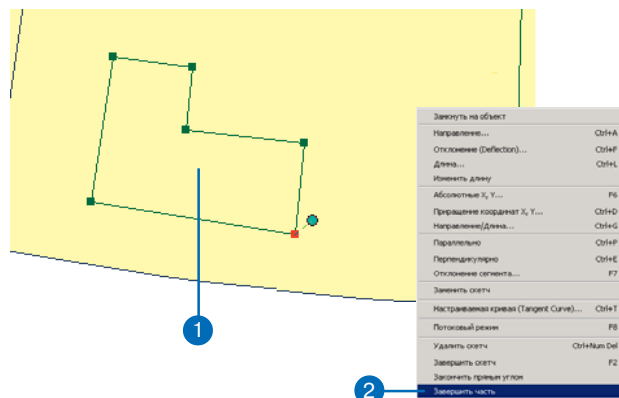 Замкнуть на объект
Направление... Ctrl+A
Отклонение (Deflection)... Ctrl+F
Длина... Ctrl+L
Изменить длину
Абсолютные X, Y... F6
Приращение координат X, Y... Ctrl+D
Направление/Длина... Ctrl+G
Параллельно Ctrl+P
Перпендикулярно Ctrl+E
Отклонение сегмента... F7
Заменить скетч
Настраиваемая кривая (Tangent Curve)... Ctrl+T
Потоковый режим F8
Удалить скетч Ctrl+Num Del
Завершить скетч F2
Закончить прямым углом
Завершить часть
1
2